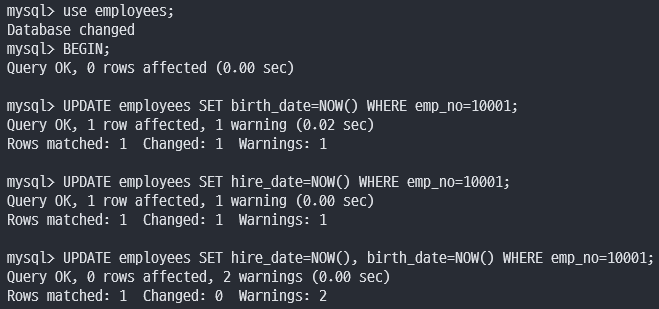 mysql> use employees;
Database changed
mysql> BEGIN;
Query OK, 0 rows affected (0.00 sec)
mysql> UPDATE employees SET birth_date=NOW() WHERE emp_no=10001;
Query OK, 1 row affected, 1 warning (0.02 sec)
Rows matched: 1  Changed: 1  Warnings: 1
mysql> UPDATE employees SET hire_date=NOW() WHERE emp_no=10001;
Query OK, 1 row affected, 1 warning (0.00 sec)
Rows matched: 1  Changed: 1  Warnings: 1
mysql> UPDATE employees SET hire_date=NOW(), birth_date=NOW() WHERE emp_no=10001;
Query OK, 0 rows affected, 2 warnings (0.00 sec)
Rows matched: 1  Changed: 0  Warnings: 2